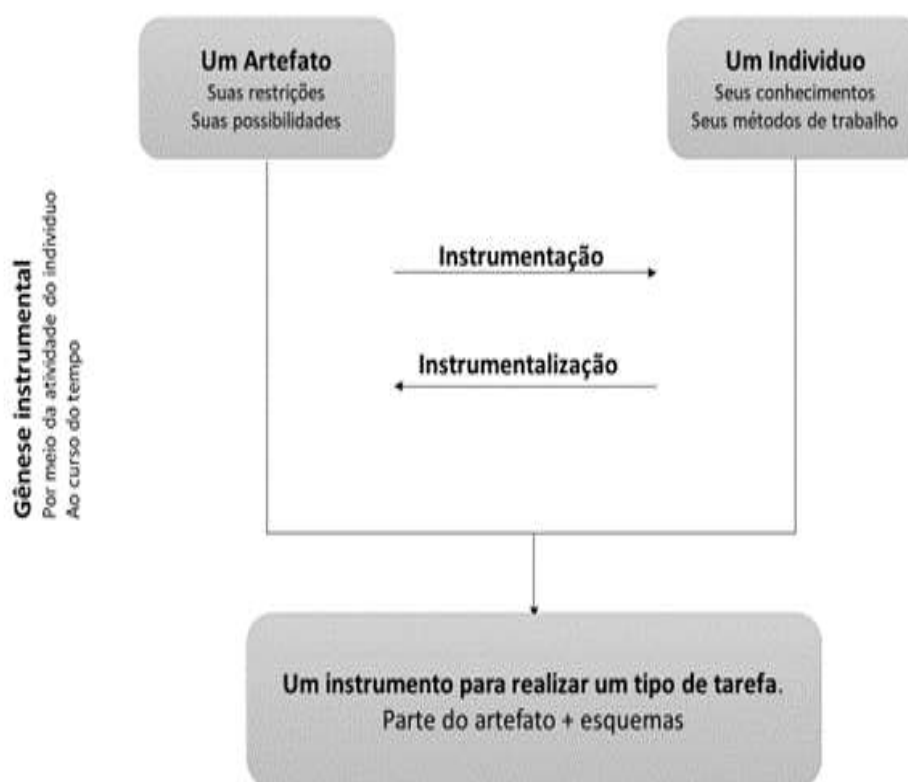 Um Artefato
Suas restrições
Suas possibilidades
Um Individuo
Seus conhecimentos
Seus métodos de trabalho
Gênese instrumental
Por meio da atividade do individuo
Ao curso do tempo
Instrumentação
Instrumentalização
Um instrumento para realizar um tipo de tarefa.
Parte do artefato + esquemas